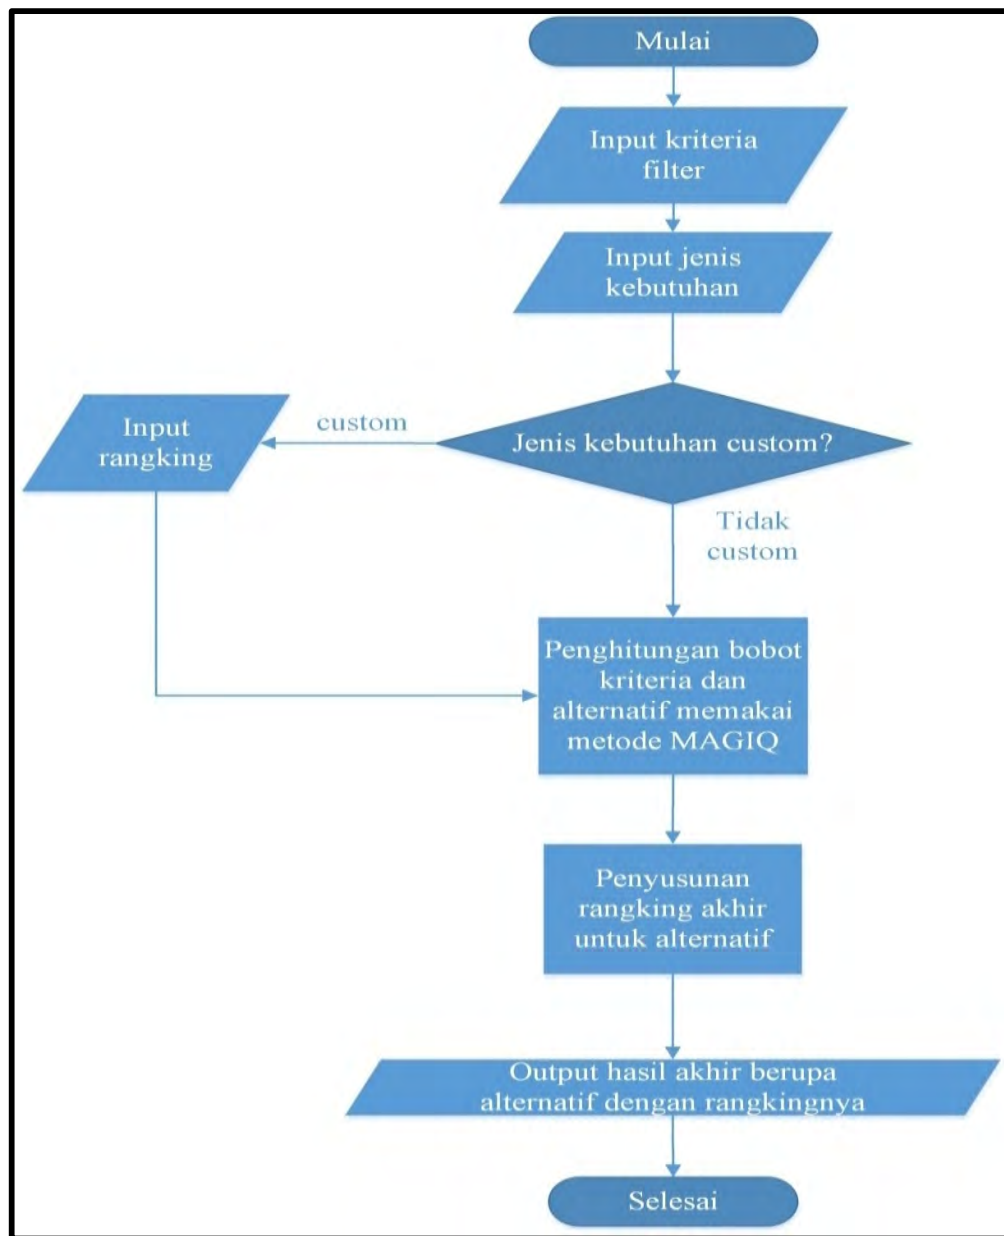 Mulai
Input kriteria
filter
Input jenis
kebutuhan
Jenis kebutuhan custom?
custom
Input
rangking
Tidak
custom
Penghitungan bobot
kriteria dan
alternatif memakai
metode MAGIQ
Penyusunan
rangking akhir
untuk alternatif
Output hasil akhir berupa
alternatif dengan rangkingnya
Selesai